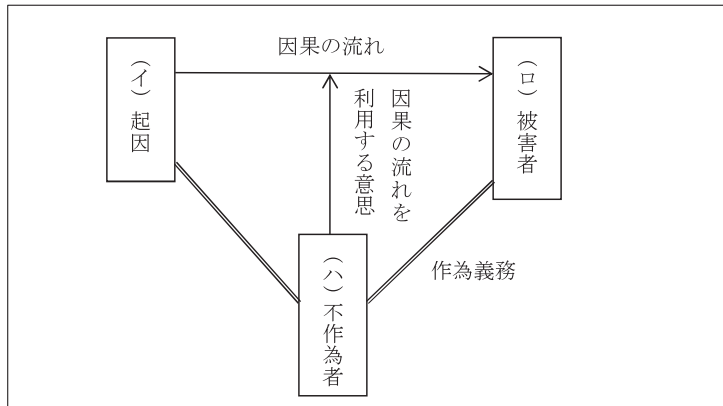 因果の流れ
（イ）起因
（ロ）被害者
因果の流れを
利用する意思
作為義務
（ハ）不作為者